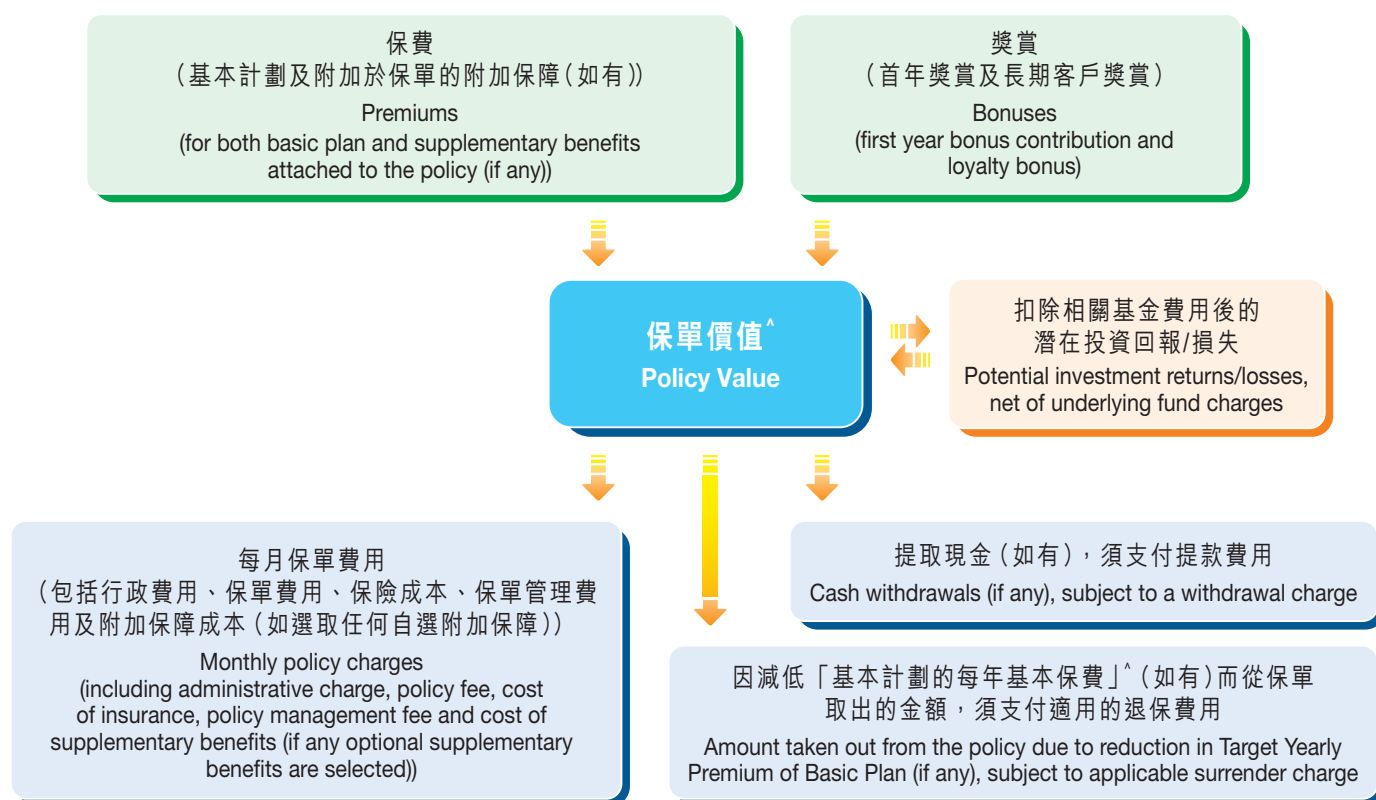 保費
（基本計劃及附加於保單的附加保障（如有））
Premiums
(for both basic plan and supplementary benefits
attached to the policy (if any))
獎賞
（首年獎賞及長期客戶獎賞）
Bonuses
(first year bonus contribution and
loyalty bonus)
保單價值^
Policy Value
扣除相關基金費用後的
潛在投資回報/損失
Potential investment returns/losses,
net of underlying fund charges
每月保單費用
（包括行政費用、保單費用、保險成本、保單管理費
用及附加保障成本（如選取任何自選附加保障））
Monthly policy charges
(including administrative charge, policy fee, cost
of insurance, policy management fee and cost of
supplementary benefits (if any optional supplementary
benefits are selected))
提取現金（如有），須支付提款費用
Cash withdrawals (if any), subject to a withdrawal charge
因減低「基本計劃的每年基本保費」^（如有）而從保單
取出的金額，須支付適用的退保費用
Amount taken out from the policy due to reduction in Target Yearly
Premium of Basic Plan (if any), subject to applicable surrender charge